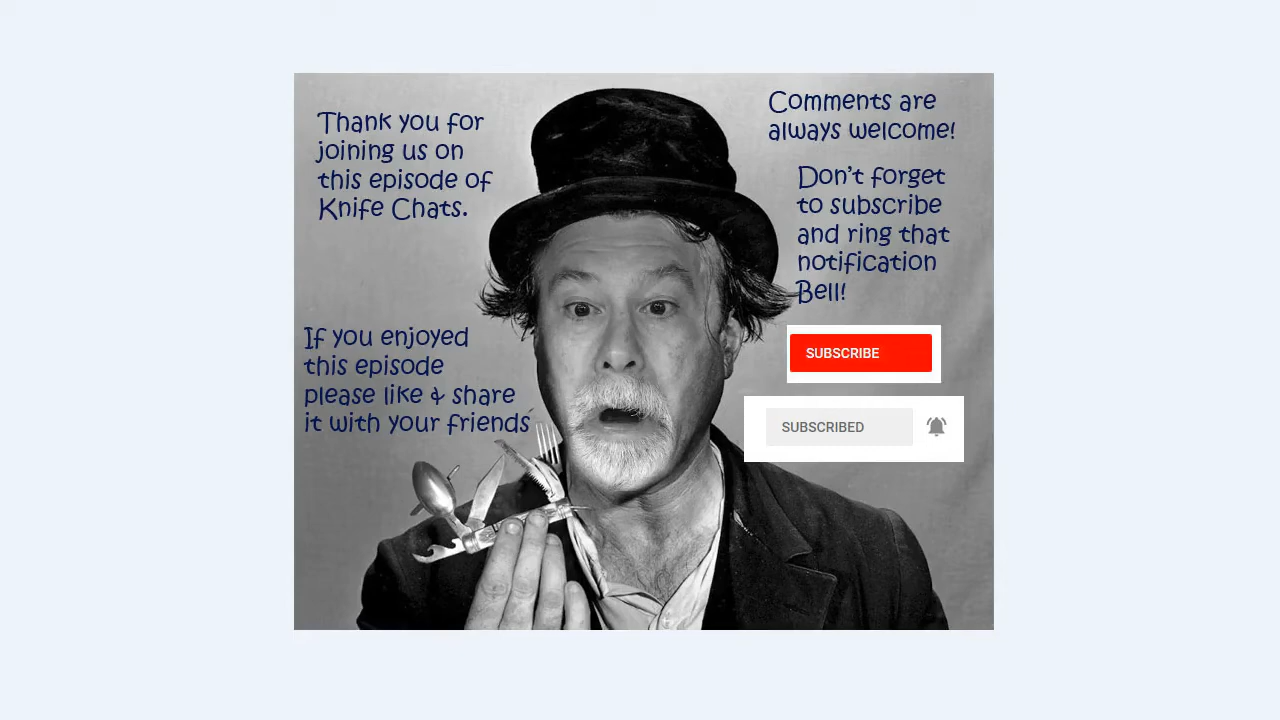 Thank you for
joining us on
this episode of
Knife Chats.
If you enjoyed
this episode
please like & share
it with your friends
Comments are
always welcome!
Don't forget
to subscribe
and ring that
notification
Bell!
SUBSCRIBE
SUBSCRIBED